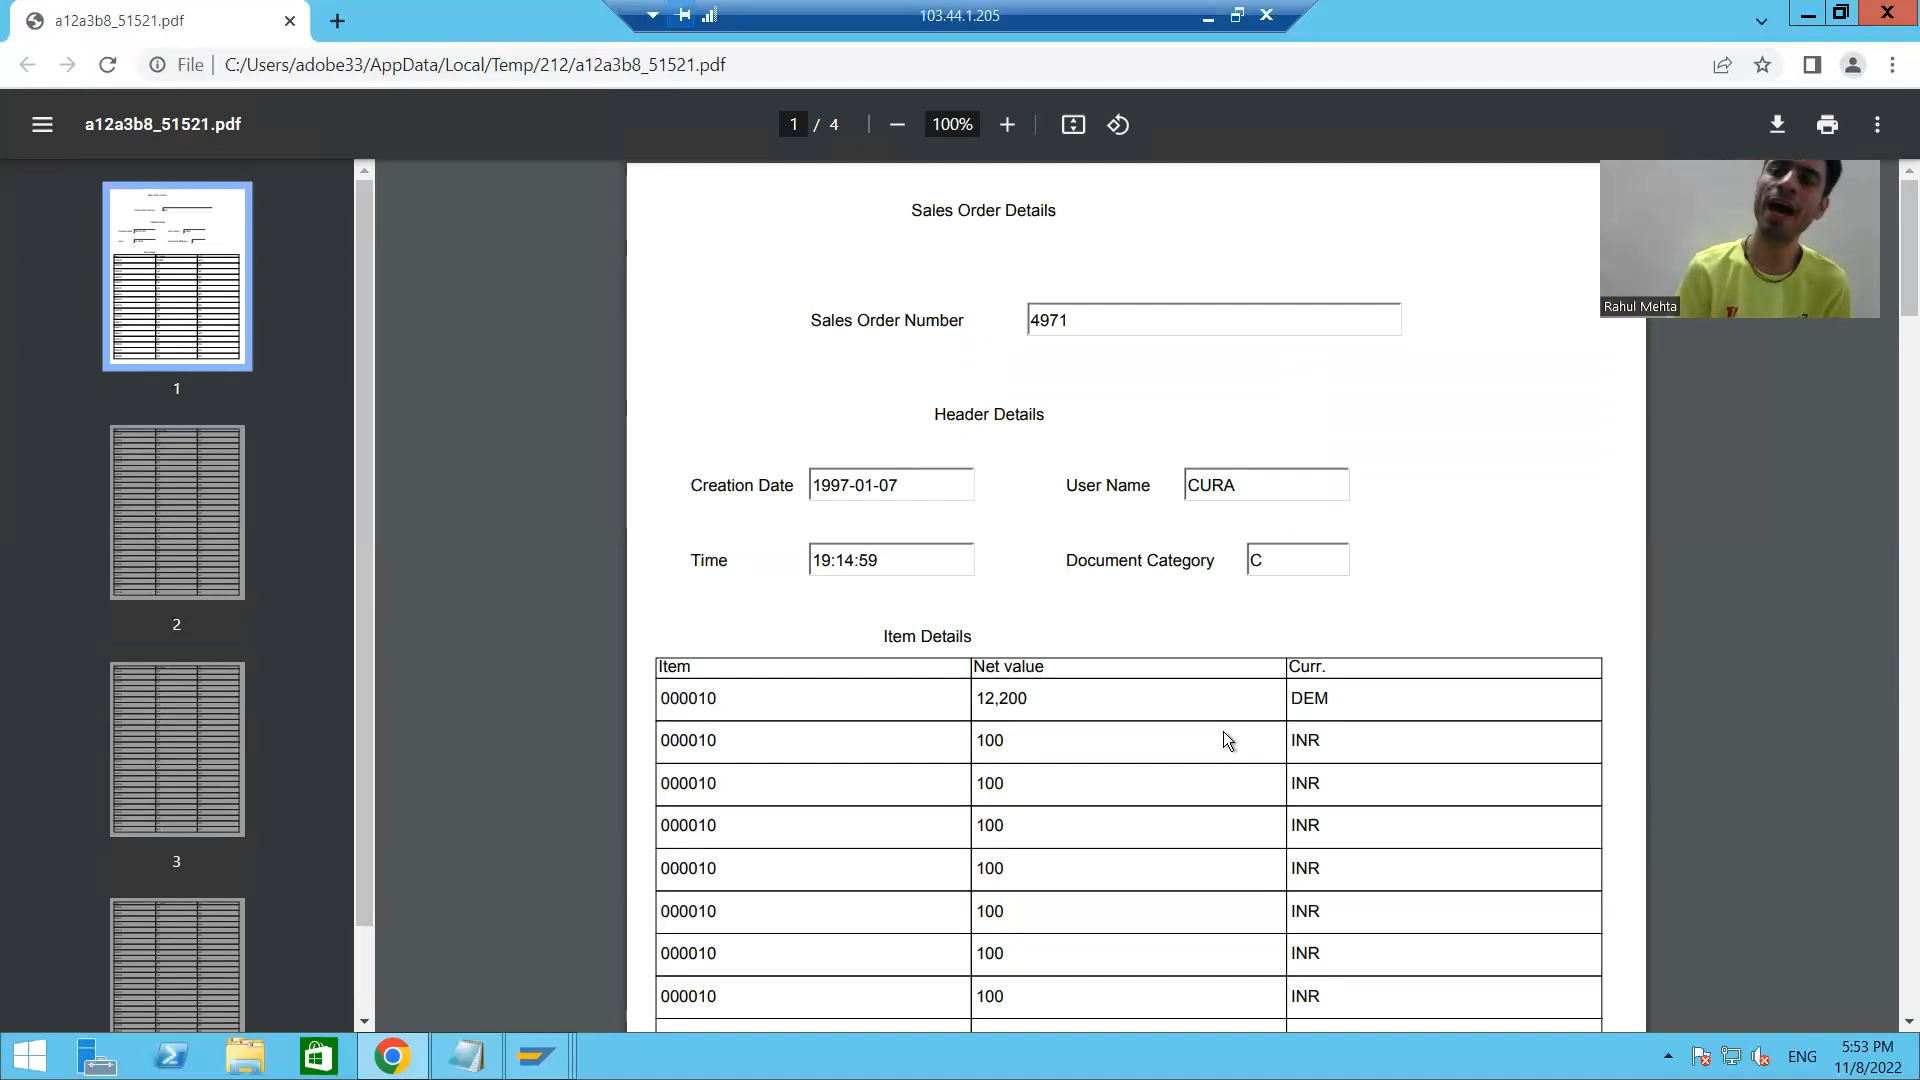 a12a3b8_51521.pdf
103.44.1.205
File C:/Users/adobe33/AppData/Local/Temp/212/a12a3b8_51521.pdf
a12a3b8_51521.pdf
1 / 4
100%
Sales Order Details
Rahul Mehta
Sales Order Number 4971
Header Details
Creation Date 1997-01-07 User Name CURA
Time 19:14:59 Document Category C
Item Details
Item Net value Curr.
000010 12,200 DEM
000010 100 INR
000010 100 INR
000010 100 INR
000010 100 INR
000010 100 INR
000010 100 INR
000010 100 INR
1
2
3
ENG
5:53 PM
11/8/2022